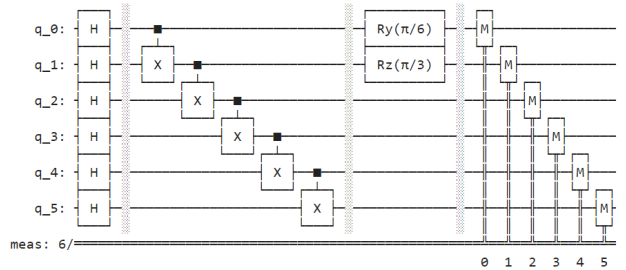 q_0: H Ry(π/6) M
q_1: H X Rz(π/3) M
q_2: H X M
q_3: H X M
q_4: H X M
q_5: H X M
meas: 6/
0 1 2 3 4 5